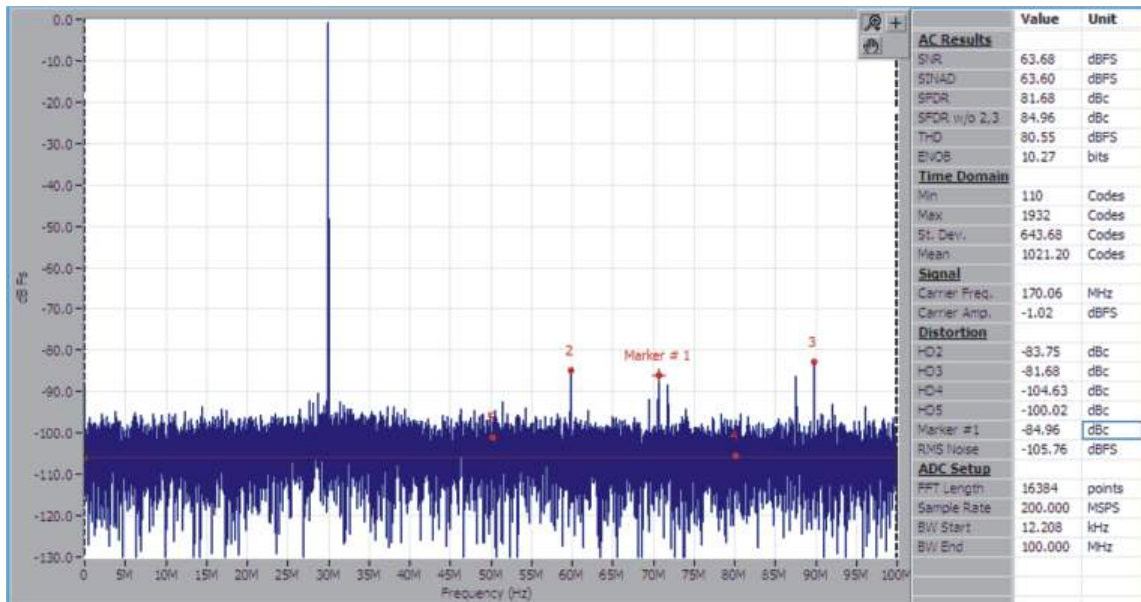 Value Unit
AC Results
SNR 63.68 dBFS
SINAD 63.60 dBFS
SFDR 81.68 dBc
SFDR w/o 2,3 84.96 dBc
THD 80.55 dBFS
ENOB 10.27 bits
Time Domain
Min 110 Codes
Max 1932 Codes
St. Dev. 643.68 Codes
Mean 1021.20 Codes
Signal
Carrier Freq. 170.06 MHz
Carrier Amp. -1.02 dBFS
Distortion
HD2 -83.75 dBc
HD3 -81.68 dBc
HD4 -104.63 dBc
HD5 -100.02 dBc
Marker #1 -84.96 dBc
RMS Noise -105.76 dBFS
ADC Setup
FFT Length 16384 points
Sample Rate 200.000 MSPS
BW Start 12.208 kHz
BW End 100.000 MHz
0.0
-10.0
-20.0
-30.0
-40.0
-50.0
-60.0
-70.0
-80.0
-90.0
-100.0
-110.0
-120.0
-130.0
dB Fs
2
Marker # 1
3
5
4
0 5M 10M 15M 20M 25M 30M 35M 40M 45M 50M 55M 60M 65M 70M 75M 80M 85M 90M 95M 100M
Frequency (Hz)